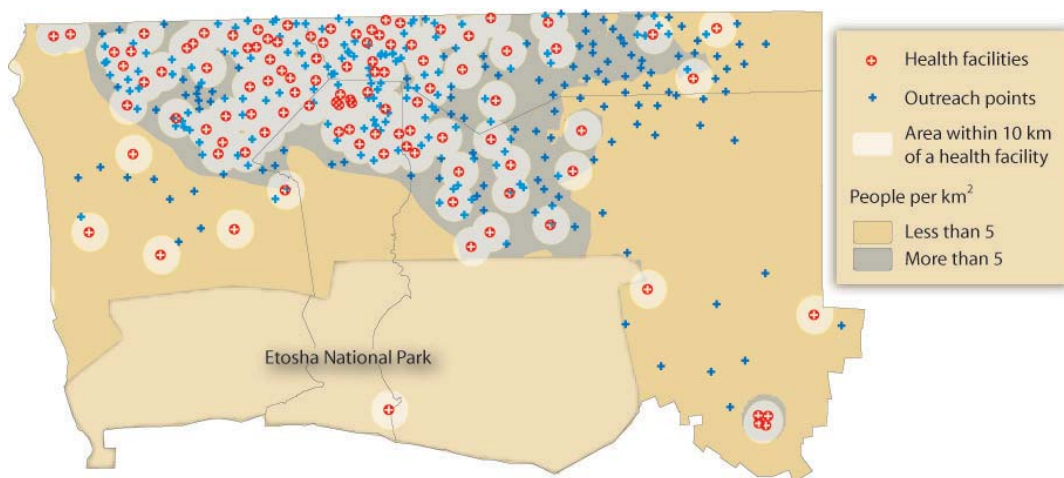 Health facilities
Outreach points
Area within 10 km
of a health facility
People per km²
Less than 5
More than 5
Etosha National Park